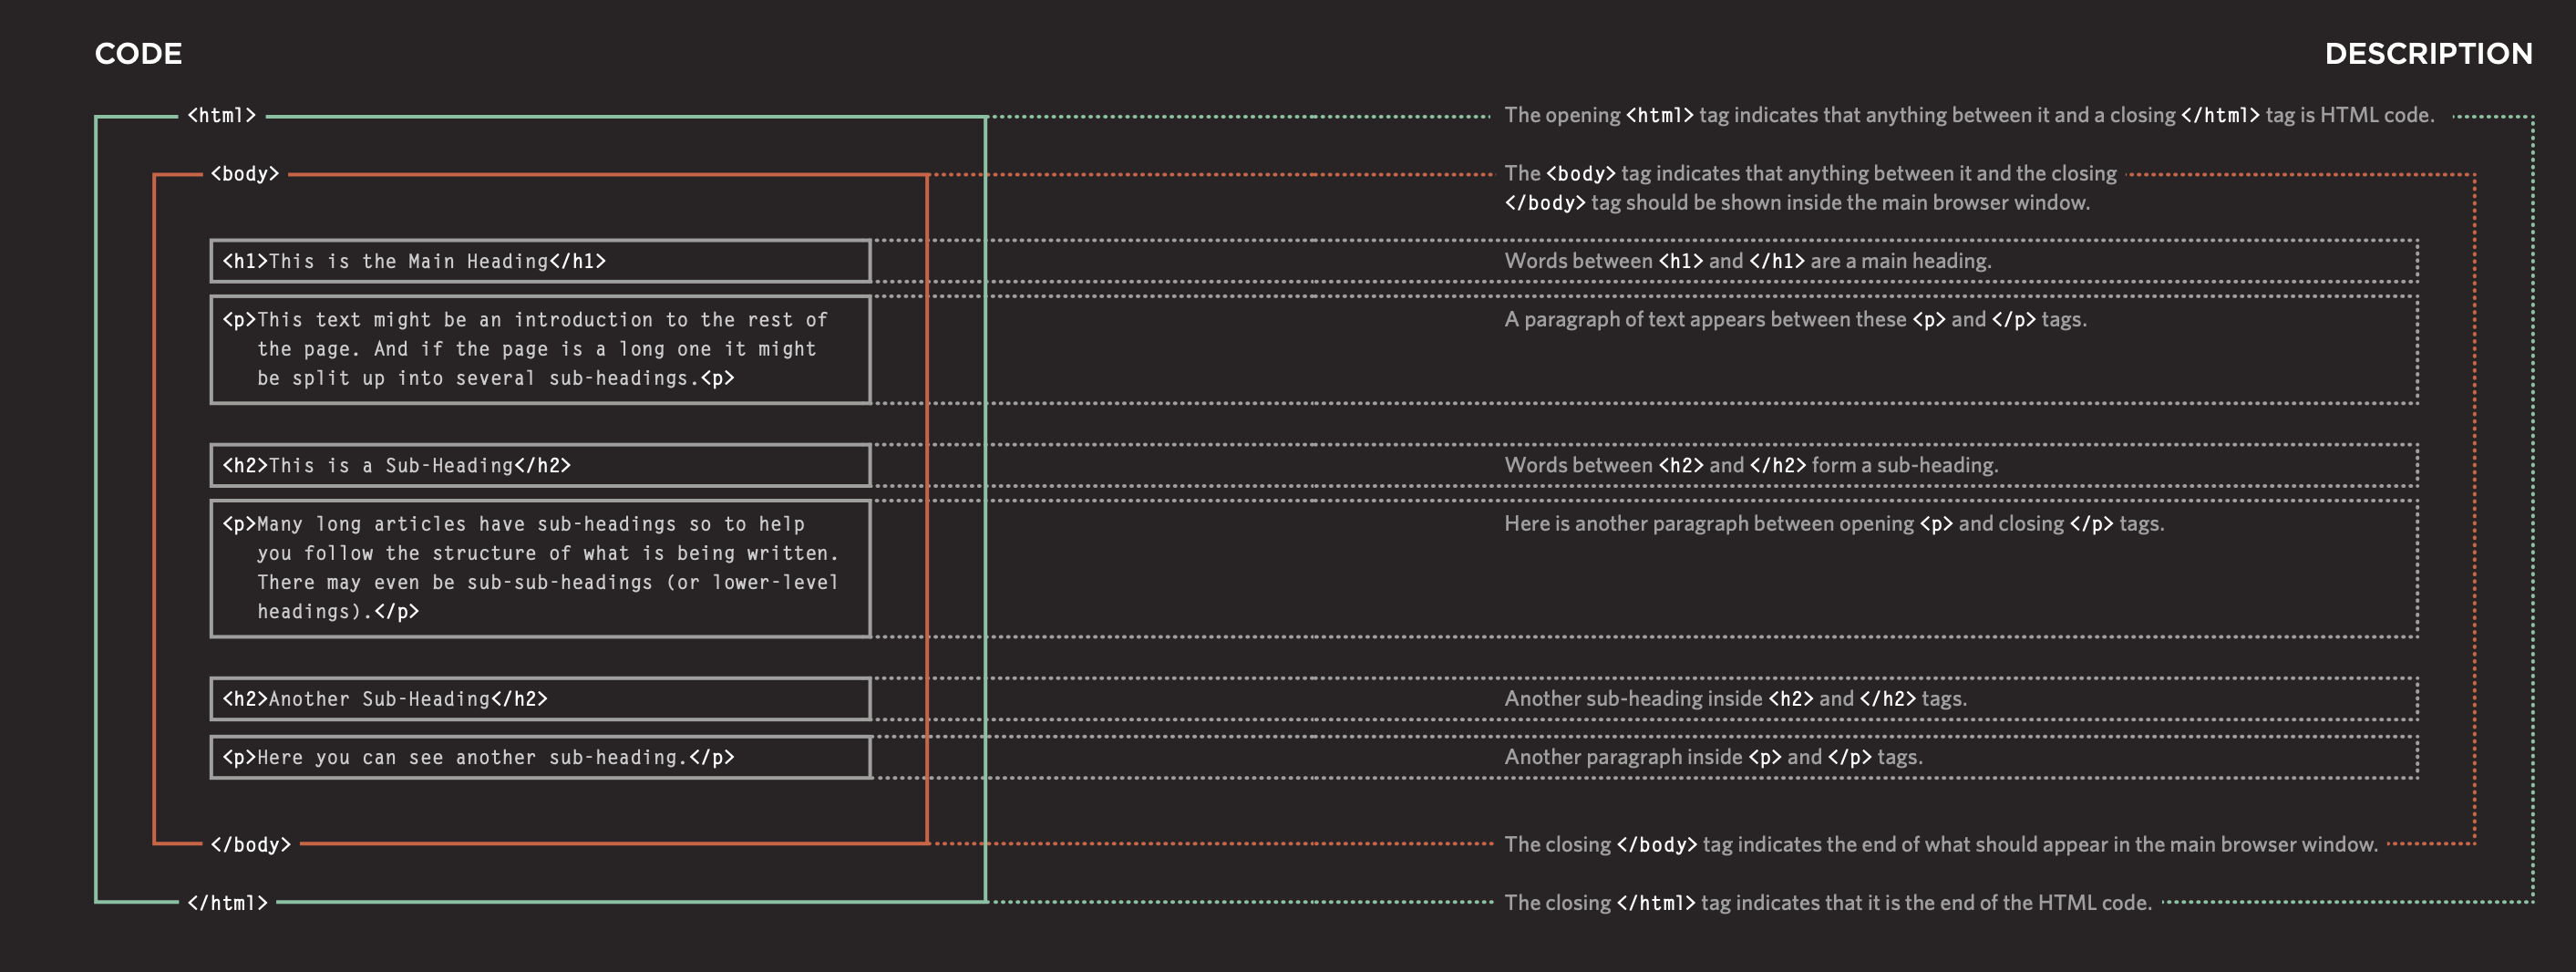 CODE
DESCRIPTION
<html>
The opening <html> tag indicates that anything between it and a closing </html> tag is HTML code.
<body>
The <body> tag indicates that anything between it and the closing
</body> tag should be shown inside the main browser window.
<h1>This is the Main Heading</h1>
Words between <h1> and </h1> are a main heading.
<p>This text might be an introduction to the rest of
the page. And if the page is a long one it might
be split up into several sub-headings.<p>
A paragraph of text appears between these <p> and </p> tags.
<h2>This is a Sub-Heading</h2>
Words between <h2> and </h2> form a sub-heading.
<p>Many long articles have sub-headings so to help
you follow the structure of what is being written.
There may even be sub-sub-headings (or lower-level
headings).</p>
Here is another paragraph between opening <p> and closing </p> tags.
<h2>Another Sub-Heading</h2>
Another sub-heading inside <h2> and </h2> tags.
<p>Here you can see another sub-heading.</p>
Another paragraph inside <p> and </p> tags.
</body>
The closing </body> tag indicates the end of what should appear in the main browser window.
</html>
The closing </html> tag indicates that it is the end of the HTML code.